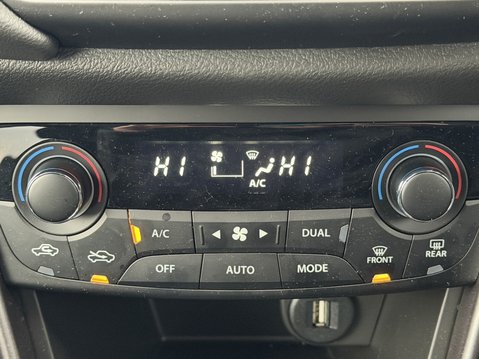 HI HI
A/C
A/C DUAL
FRONT REAR
OFF AUTO MODE